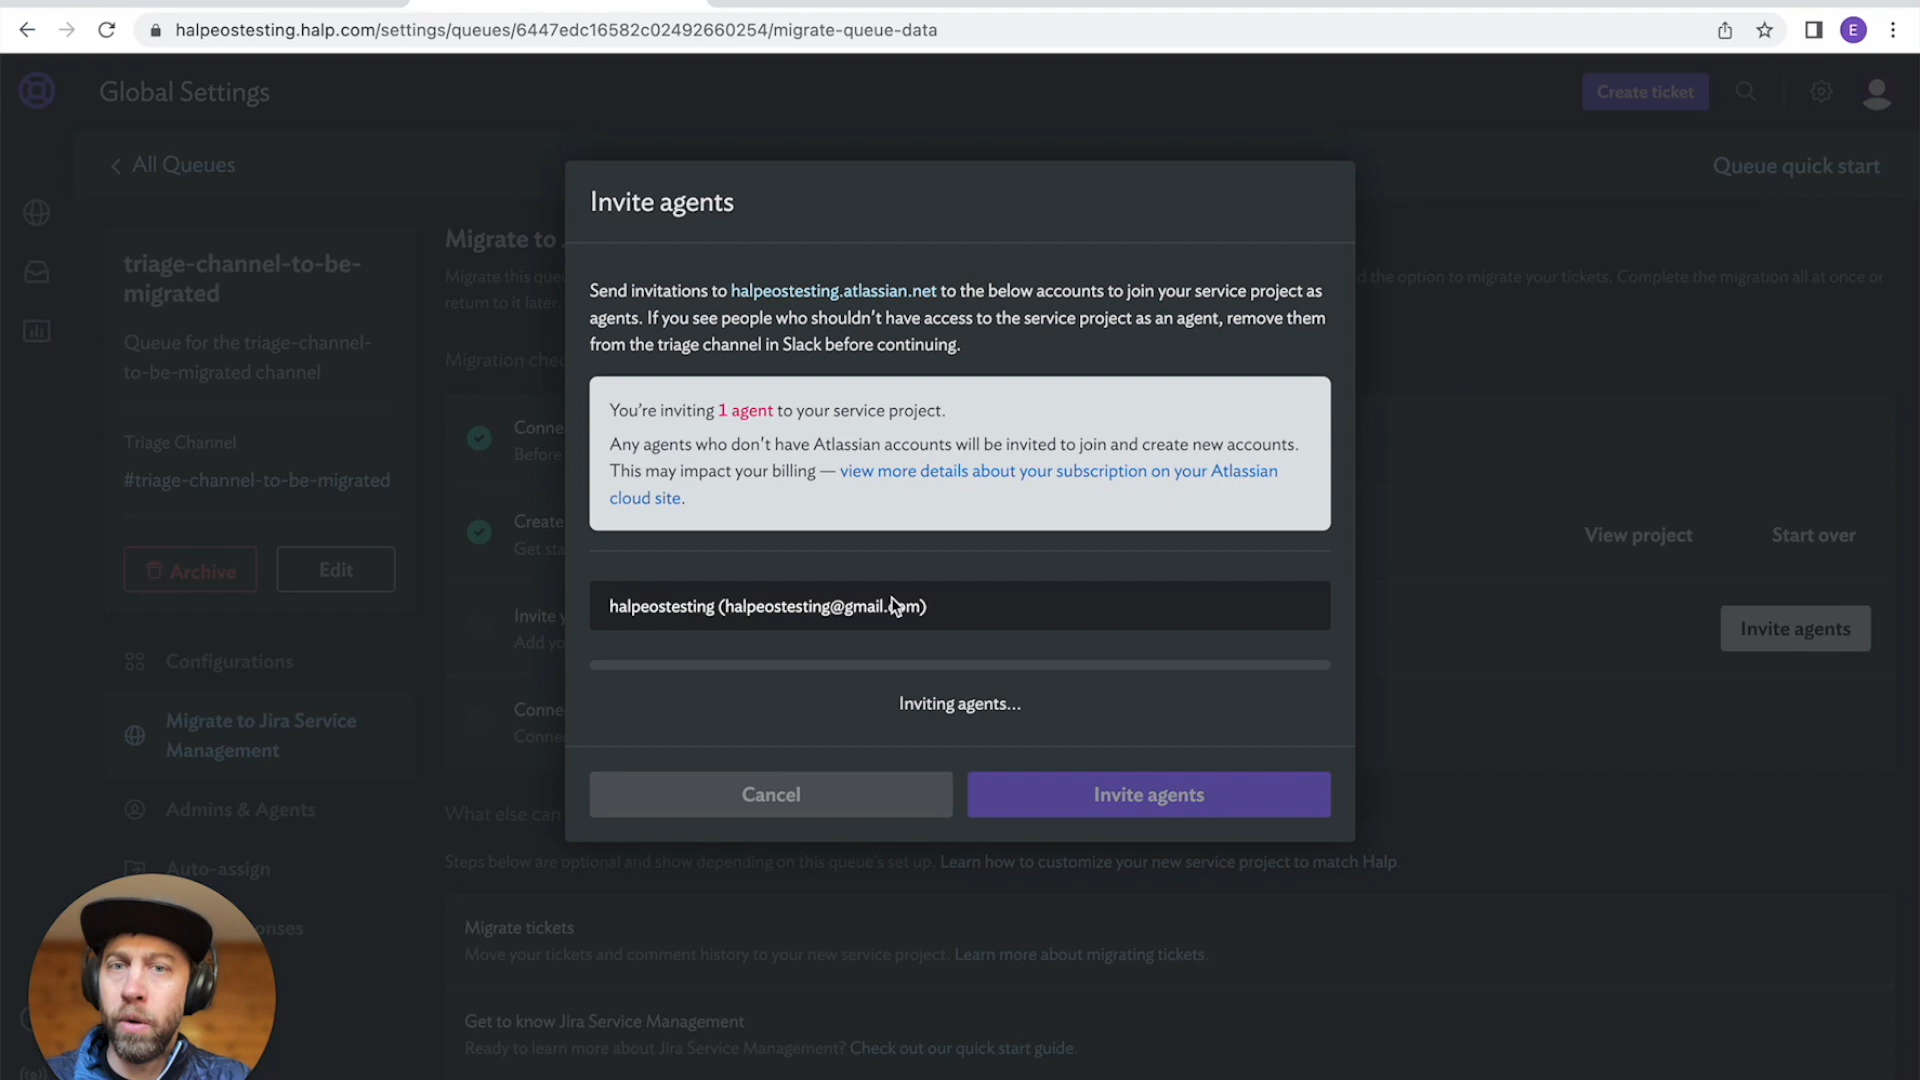 halpeostesting.halp.com/settings/queues/6447edc16582c02492660254/migrate-queue-data
E
Global Settings
Create ticket
All Queues
Queue quick start
triage-channel-to-be-
migrated
Queue for the triage-channel-
to-be-migrated channel
Triage Channel
#triage-channel-to-be-migrated
Archive
Edit
Configurations
Migrate to Jira Service
Management
Admins & Agents
Auto-assign
Migrate to
Migrate this
d the option to migrate your tickets. Complete the migration all at once or
return to it later.
Migration
Before
Get
View project
Start over
Invite
Add
Invite agents
Invite agents
Send invitations to halpeostesting.atlassian.net to the below accounts to join your service project as
agents. If you see people who shouldn't have access to the service project as an agent, remove them
from the triage channel in Slack before continuing.
You're inviting 1 agent to your service project.
Any agents who don't have Atlassian accounts will be invited to join and create new accounts.
This may impact your billing — view more details about your subscription on your Atlassian
cloud site.
halpeostesting (halpeostesting@gmail.com)
Inviting agents...
Cancel
Invite agents
What else can
Steps below are optional and show depending on this queue's set up. Learn how to customize your new service project to match Halp
Migrate tickets
Move your tickets and comment history to your new service project. Learn more about migrating tickets.
Get to know Jira Service Management
Ready to learn more about Jira Service Management? Check out our quick start guide.